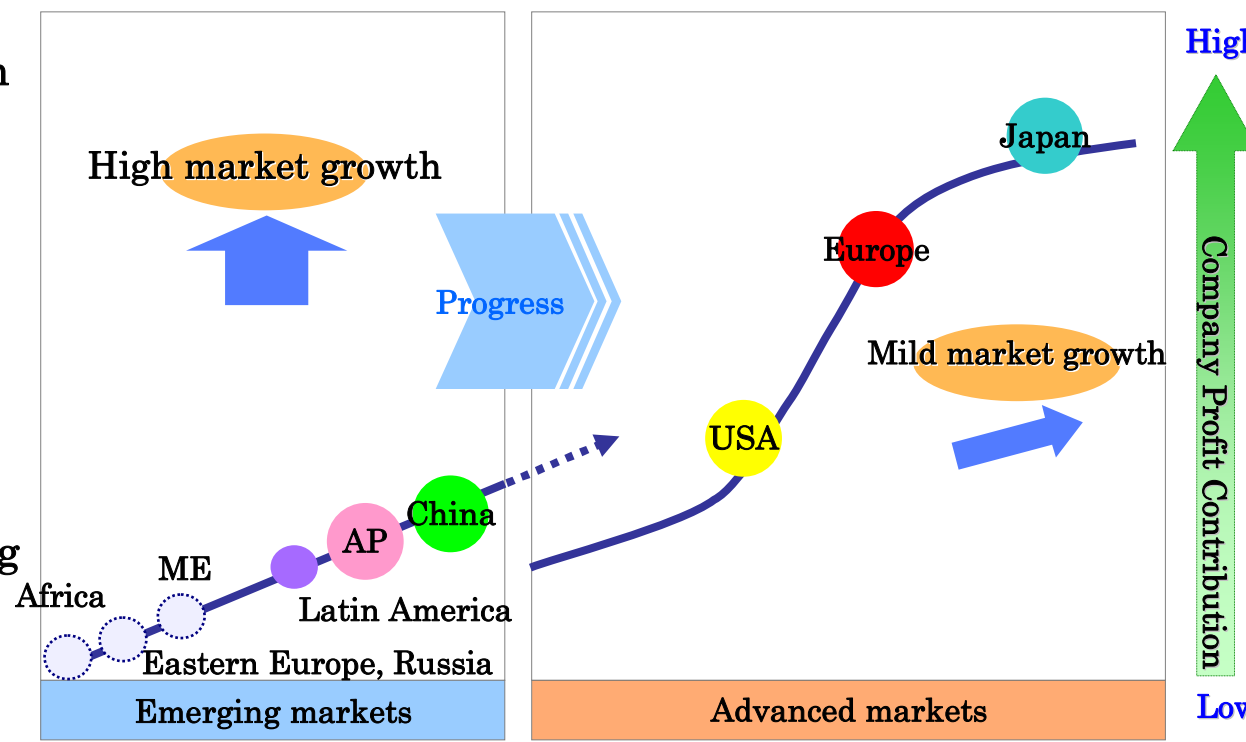 High market growth
Progress
Japan
Europe
Mild market growth
USA
China
AP
ME
Africa
Latin America
Eastern Europe, Russia
Emerging markets
Advanced markets
Company Profit Contribution